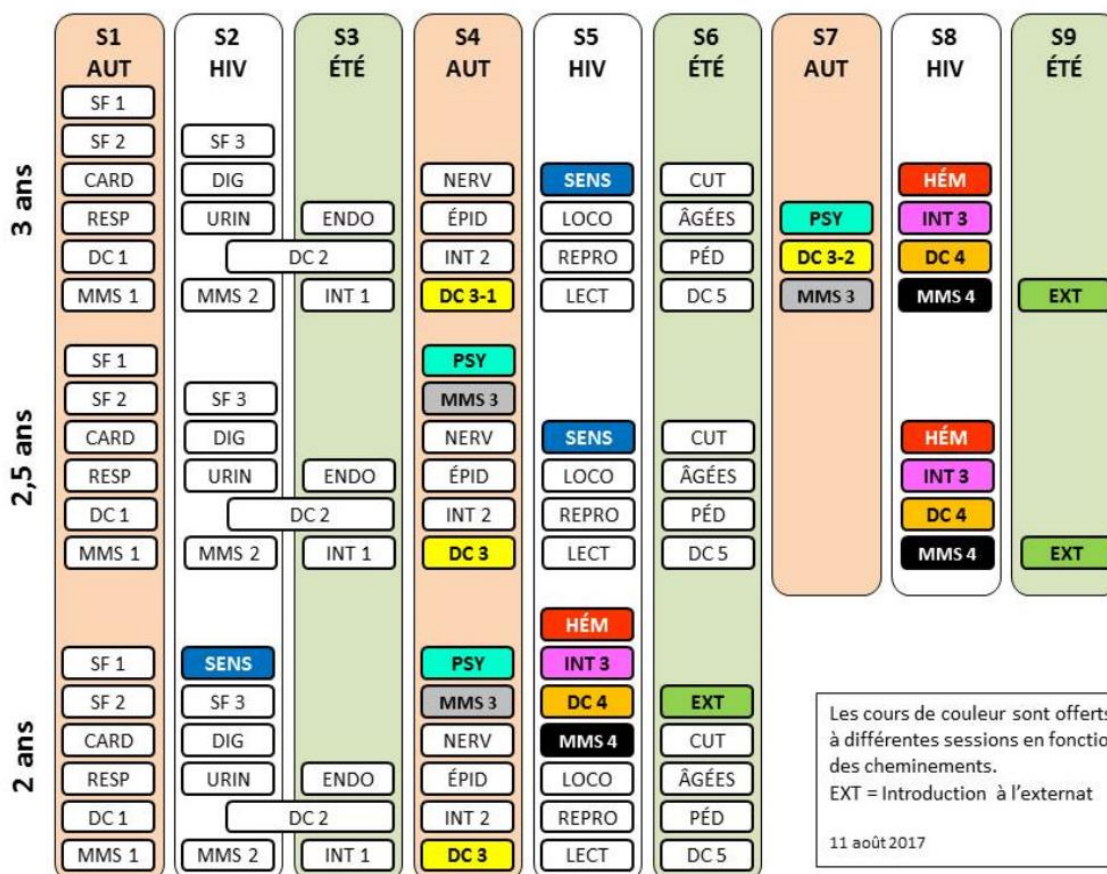 S1 S2 S3 S4 S5 S6 S7 S8 S9
AUT HIV ÉTÉ AUT HIV ÉTÉ AUT HIV ÉTÉ
3 ans
SF 1
SF 2 SF 3
CARD DIG NERV SENS CUT HÉM
RESP URIN ENDO ÉPID LOCO ÂGÉES PSY INT 3
DC 1 DC 2 INT 2 REPRO PÉD DC 3-2 DC 4
MMS 1 MMS 2 INT 1 DC 3-1 LECT DC 5 MMS 3 MMS 4 EXT
2,5 ans
SF 1 PSY
SF 2 SF 3 MMS 3
CARD DIG NERV SENS CUT HÉM
RESP URIN ENDO ÉPID LOCO ÂGÉES INT 3
DC 1 DC 2 INT 2 REPRO PÉD DC 4
MMS 1 MMS 2 INT 1 DC 3 LECT DC 5 MMS 4 EXT
2 ans
HÉM
SF 1 SENS PSY INT 3
SF 2 SF 3 MMS 3 DC 4 EXT
CARD DIG NERV MMS 4 CUT
RESP URIN ENDO ÉPID LOCO ÂGÉES
DC 1 DC 2 INT 2 REPRO PÉD
MMS 1 MMS 2 INT 1 DC 3 LECT DC 5
Les cours de couleur sont offerts
à différentes sessions en fonctio
des cheminements.
EXT = Introduction à l'externat
11 août 2017